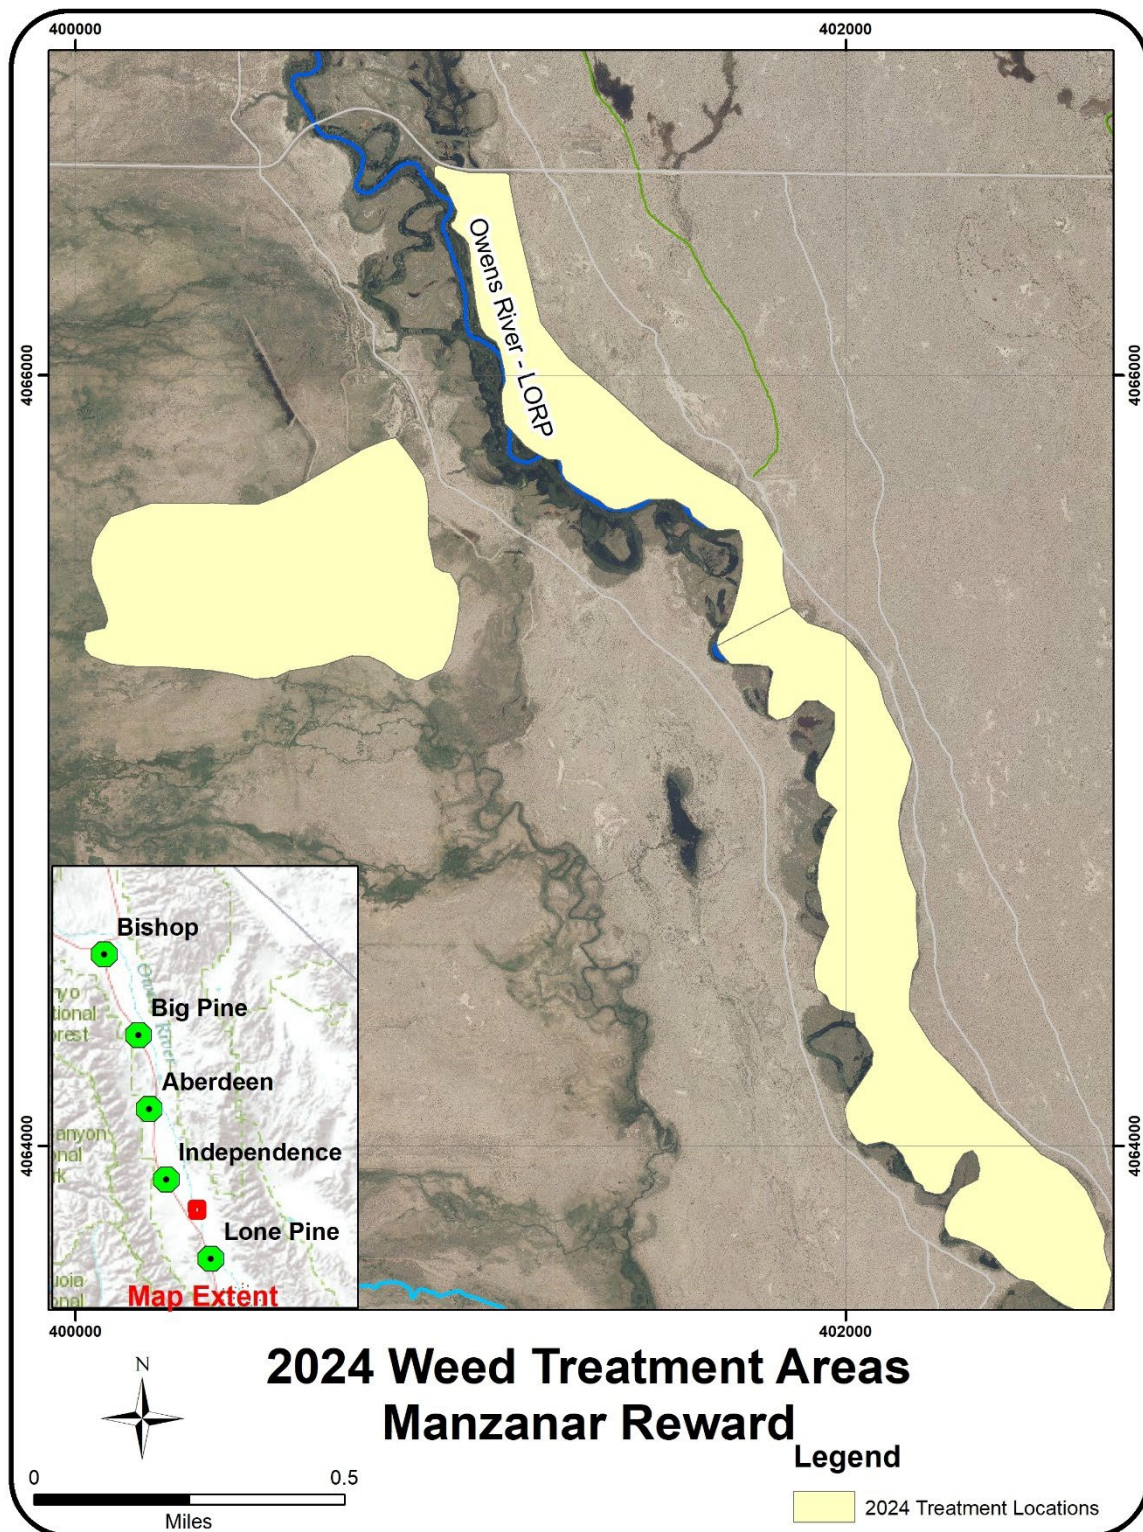 400000
402000
4066000
4066000
Owens River - LORP
4064000
4064000
Bishop
Big Pine
Aberdeen
Independence
Lone Pine
River
Map Extent
400000
402000
N
2024 Weed Treatment Areas
Manzanar Reward
Legend
2024 Treatment Locations
0
0.5
Miles